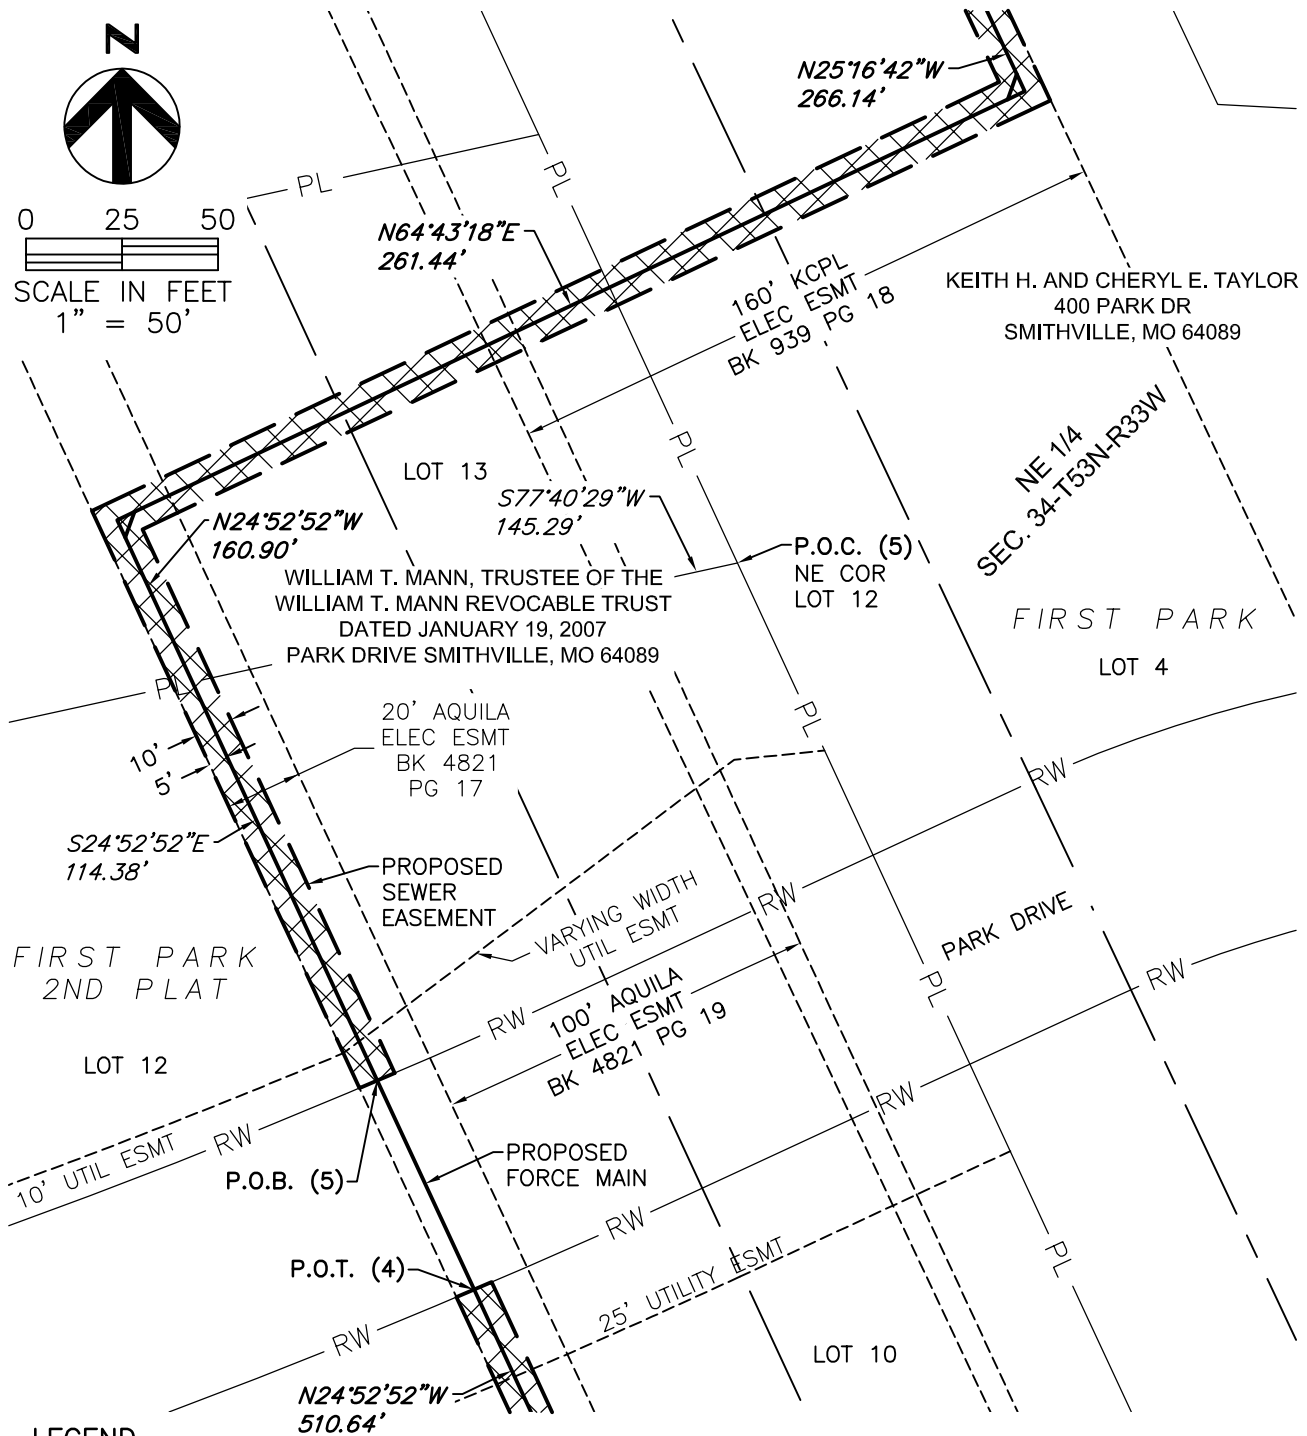 N
0 25 50
SCALE IN FEET
1" = 50'
N25°16'42"W
266.14'
PL
PL
N64°43'18"E
261.44'
160' KCPL
ELEC ESMT
BK 939 PG 18
KEITH H. AND CHERYL E. TAYLOR
400 PARK DR
SMITHVILLE, MO 64089
NE 1/4
SEC. 34-T53N-R33W
PL
LOT 13
S77°40'29"W
145.29'
N24°52'52"W
160.90'
P.O.C. (5)
NE COR
LOT 12
WILLIAM T. MANN, TRUSTEE OF THE
WILLIAM T. MANN REVOCABLE TRUST
DATED JANUARY 19, 2007
PARK DRIVE SMITHVILLE, MO 64089
FIRST PARK
LOT 4
PL
PL
20' AQUILA
ELEC ESMT
BK 4821
PG 17
10'
5'
RW
S24°52'52"E
114.38'
PROPOSED
SEWER
EASEMENT
RW
VARYING WIDTH
UTIL ESMT
PARK DRIVE
FIRST PARK
2ND PLAT
PL
RW
RW
100' AQUILA
ELEC ESMT
BK 4821 PG 19
LOT 12
RW
RW
10' UTIL ESMT
P.O.B. (5)
PROPOSED
FORCE MAIN
RW
PL
P.O.T. (4)
25' UTILITY ESMT
RW
LOT 10
N24°52'52"W
510.64'
LEGEND